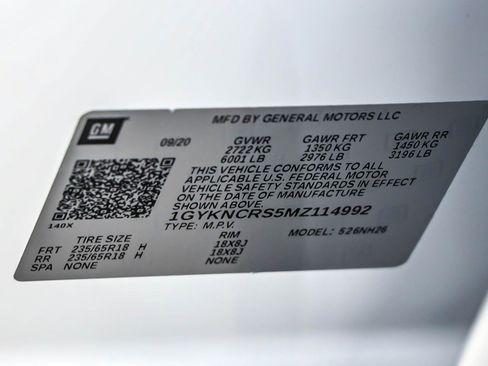 GM
MFD BY GENERAL MOTORS LLC
09/20 GVWR GAWR FRT GAWR RR
2722 KG 1350 KG 1450 KG
6001 LB 2976 LB 3196 LB
THIS VEHICLE CONFORMS TO ALL
APPLICABLE U.S. FEDERAL MOTOR
VEHICLE SAFETY STANDARDS IN EFFECT
ON THE DATE OF MANUFACTURE
SHOWN ABOVE.
1GYKNCRS5MZ114992
140X
TYPE: M.P.V. MODEL: 526NH26
TIRE SIZE RIM
FRT 235/65R18 H 18X8J
RR 235/65R18 H 18X8J
SPA NONE NONE